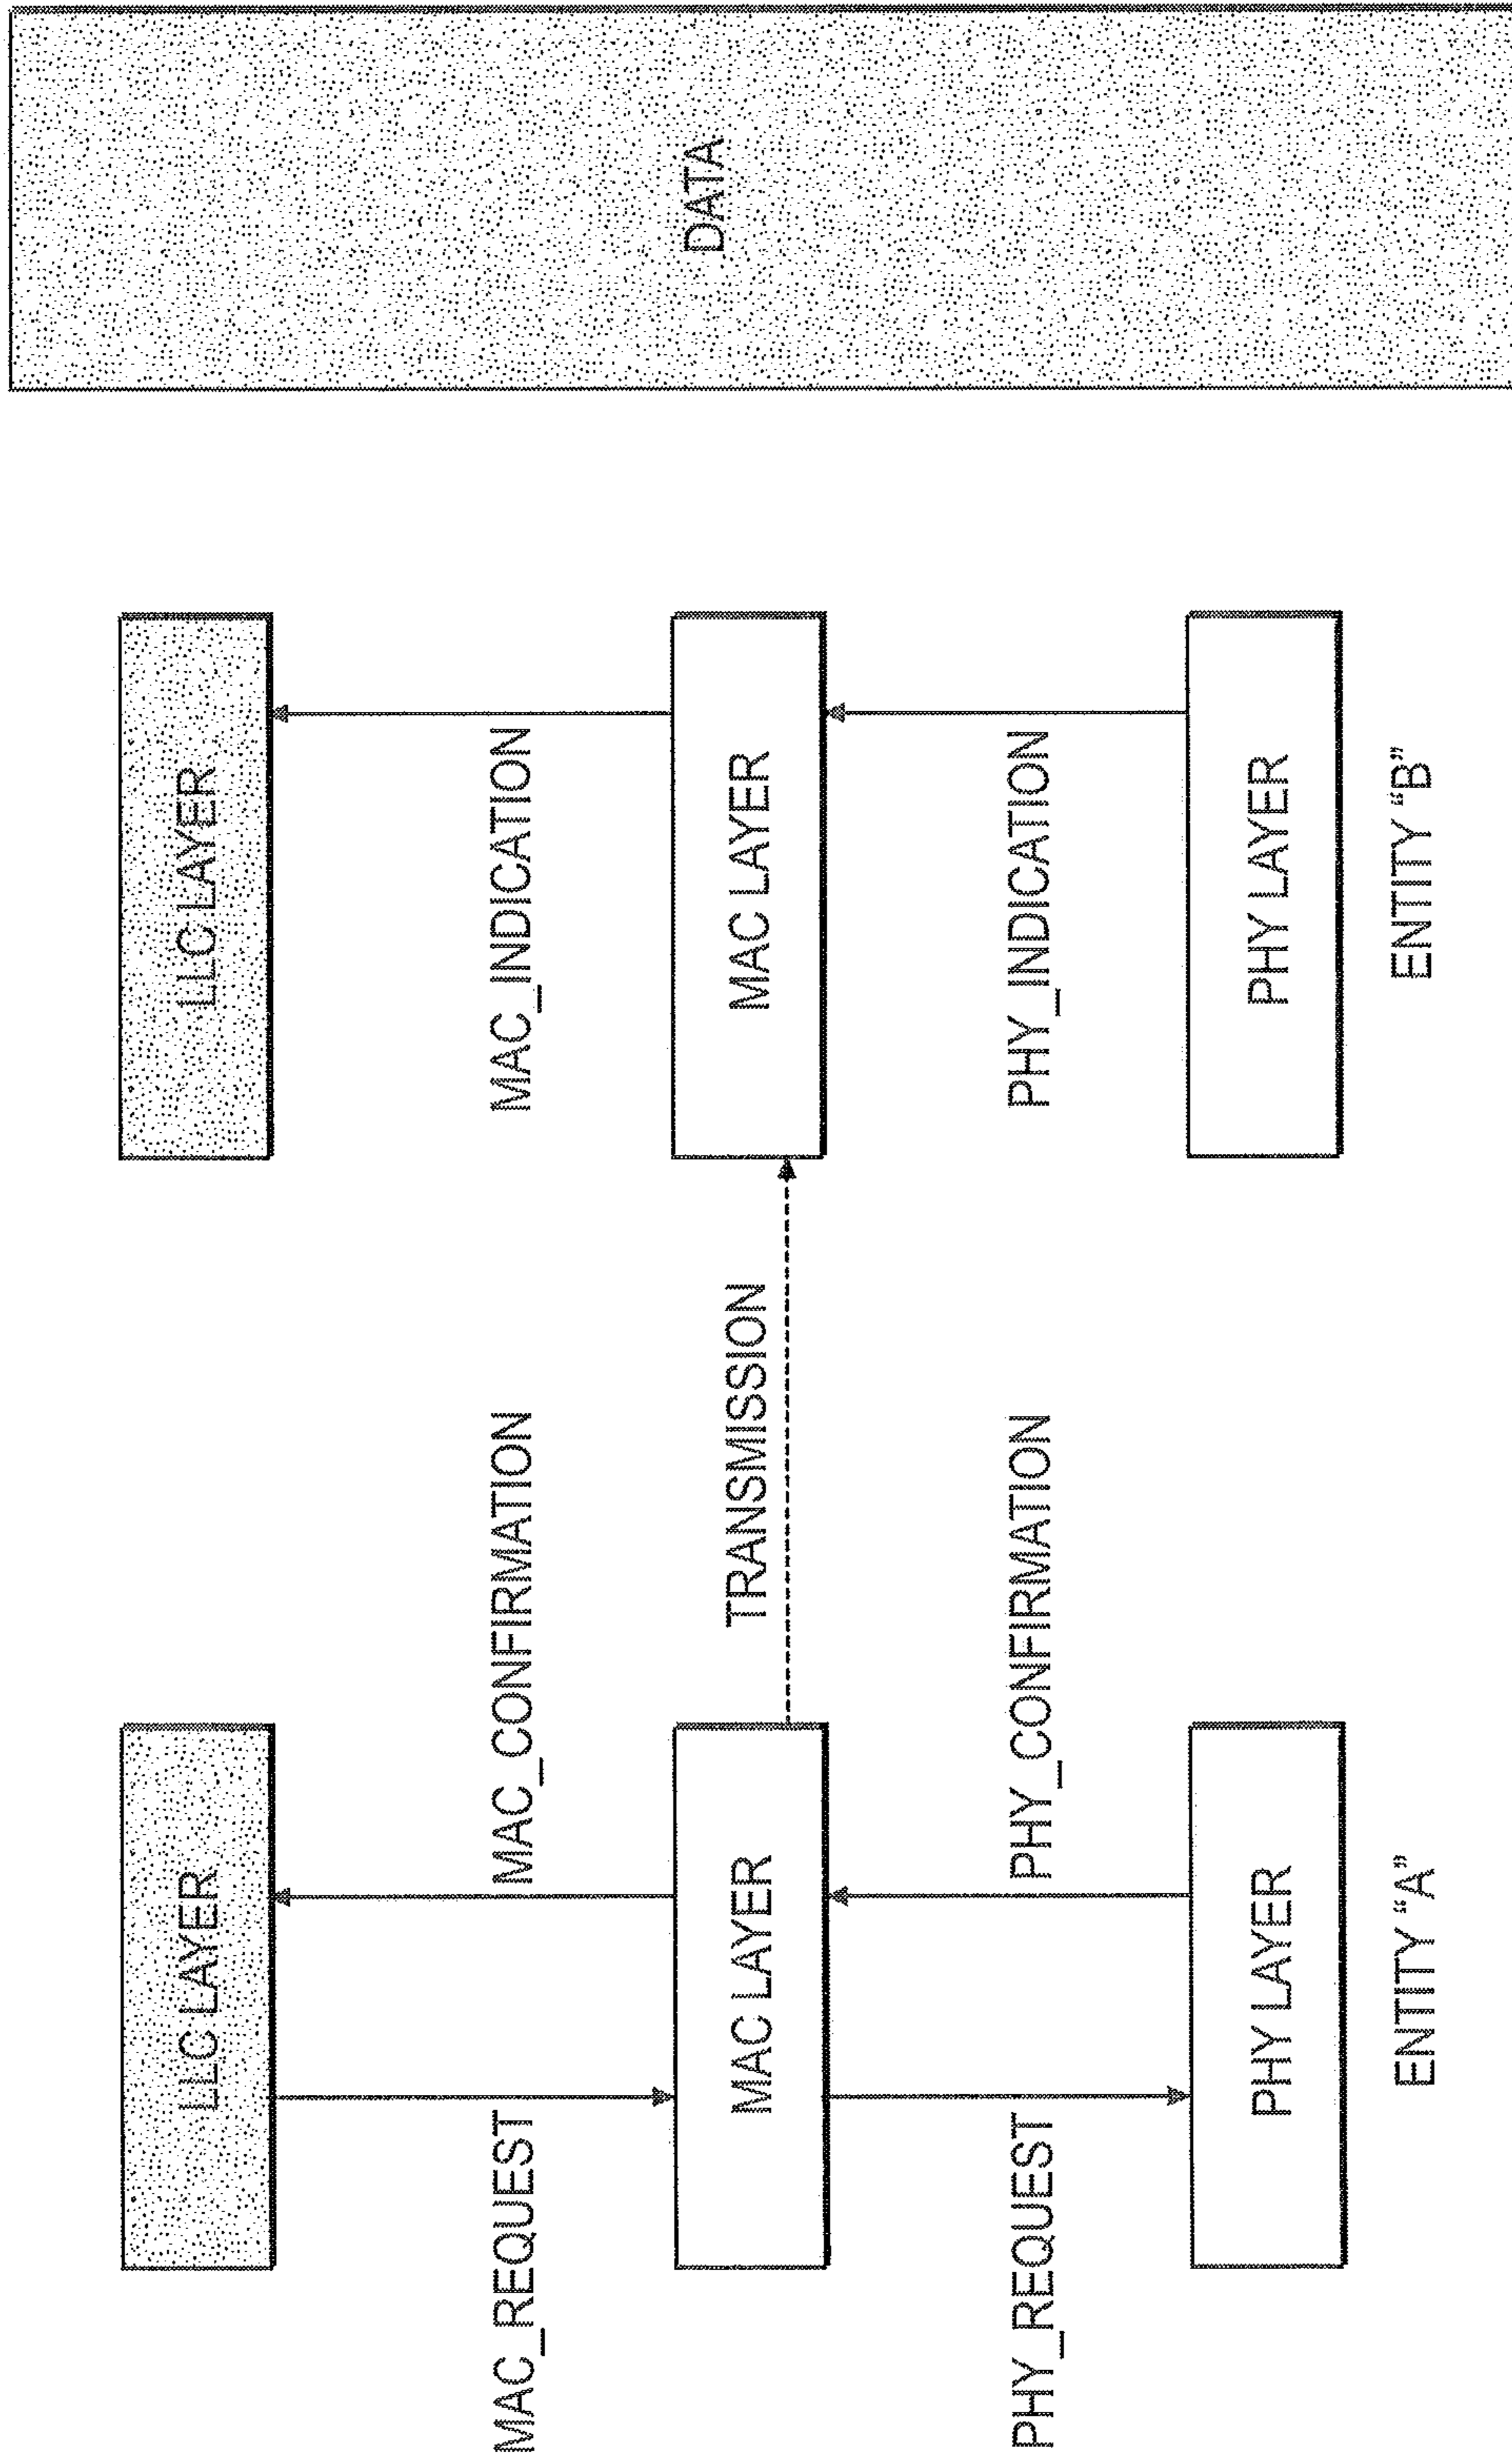 LLC LAYER
LLC LAYER
MAC_REQUEST
MAC_CONFIRMATION
MAC_INDICATION
MAC LAYER
TRANSMISSION
MAC LAYER
DATA
PHY_REQUEST
PHY_CONFIRMATION
PHY_INDICATION
PHY LAYER
PHY LAYER
ENTITY “A”
ENTITY “B”